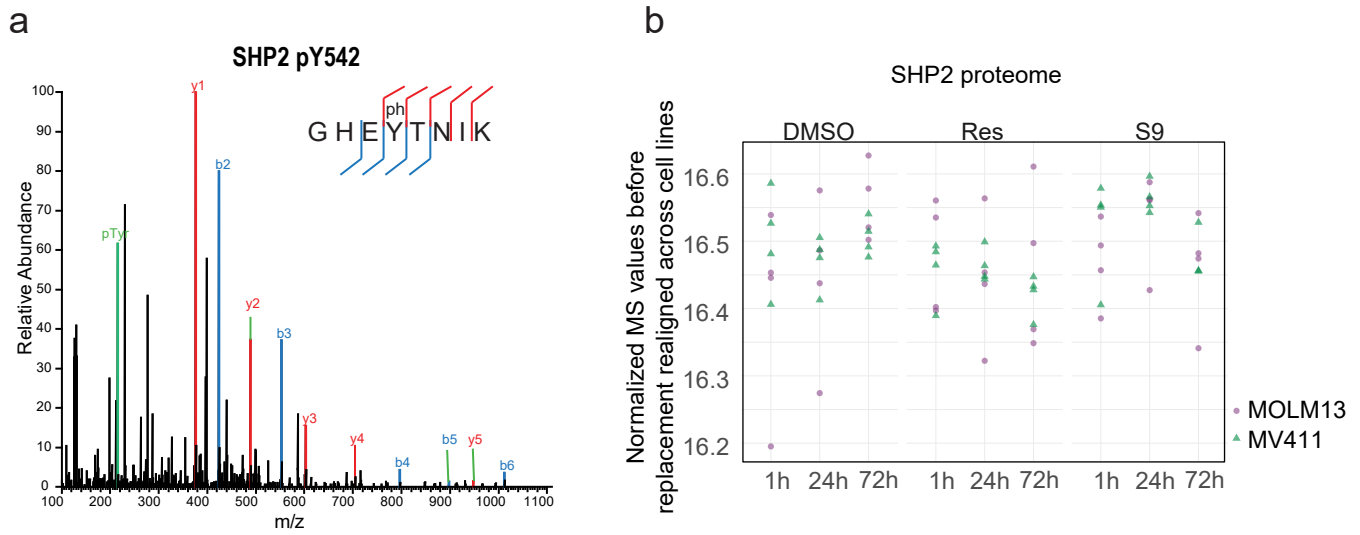 a
SHP2 pY542
Relative Abundance
100
90
80
70
60
50
40
30
20
10
0
y1
pTyr
b2
y2
b3
y3
y4
b4
b5
y5
b6
ph
G H E Y T N I K
100 200 300 400 500 600 700 800 900 1000 1100
m/z
b
SHP2 proteome
DMSO Res S9
Normalized MS values before
replacement realigned across cell lines
16.6
16.5
16.4
16.3
16.2
1h 24h 72h 1h 24h 72h 1h 24h 72h
MOLM13
MV411